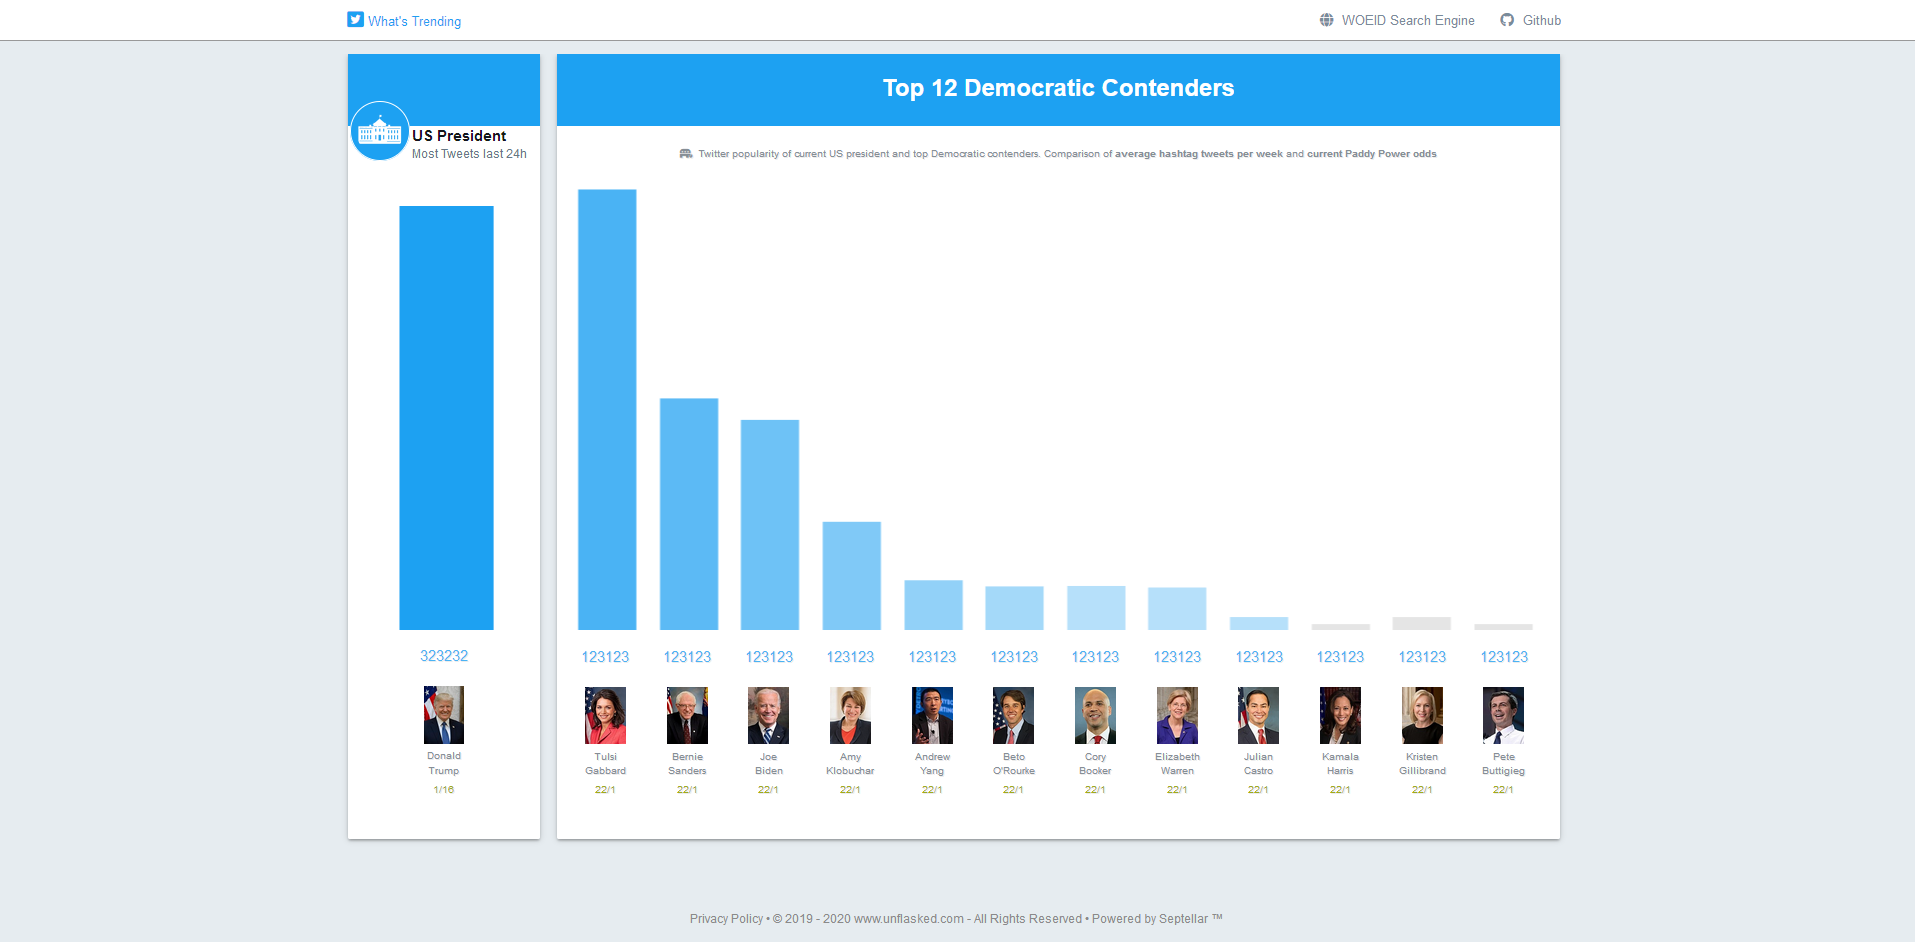 What's Trending
WOEID Search Engine
Github
US President
Most Tweets last 24h
323232
Donald
Trump
1/16
Top 12 Democratic Contenders
Twitter popularity of current US president and top Democratic contenders. Comparison of average hashtag tweets per week and current Paddy Power odds
123123 123123 123123 123123 123123 123123 123123 123123 123123 123123 123123 123123
Tulsi Bernie Joe Amy Andrew Beto Cory Elizabeth Julian Kamala Kristen Pete
Gabbard Sanders Biden Klobuchar Yang O'Rourke Booker Warren Castro Harris Gillibrand Buttigieg
22/1 22/1 22/1 22/1 22/1 22/1 22/1 22/1 22/1 22/1 22/1 22/1
Privacy Policy • © 2019 - 2020 www.unflasked.com - All Rights Reserved • Powered by Septellar ™